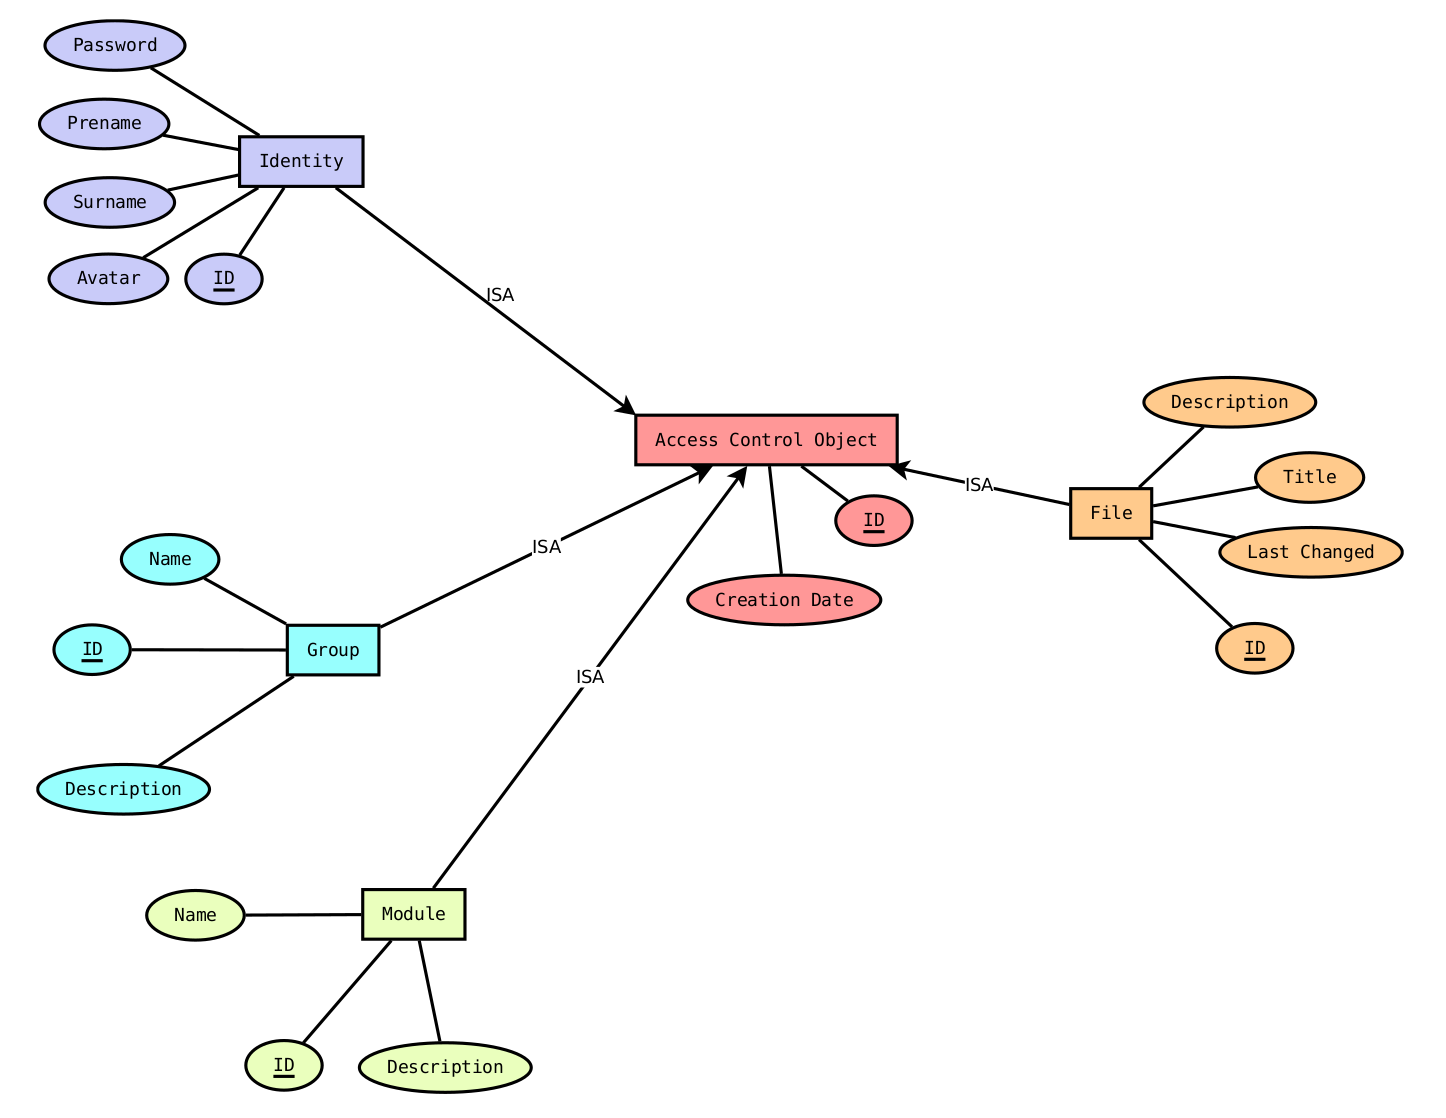 Password
Prename
Identity
Surname
Avatar
ID
ISA
Access Control Object
Description
Title
File
Last Changed
ID
ISA
ID
Creation Date
ISA
Name
ID
Group
Description
ISA
Name
Module
ID
Description